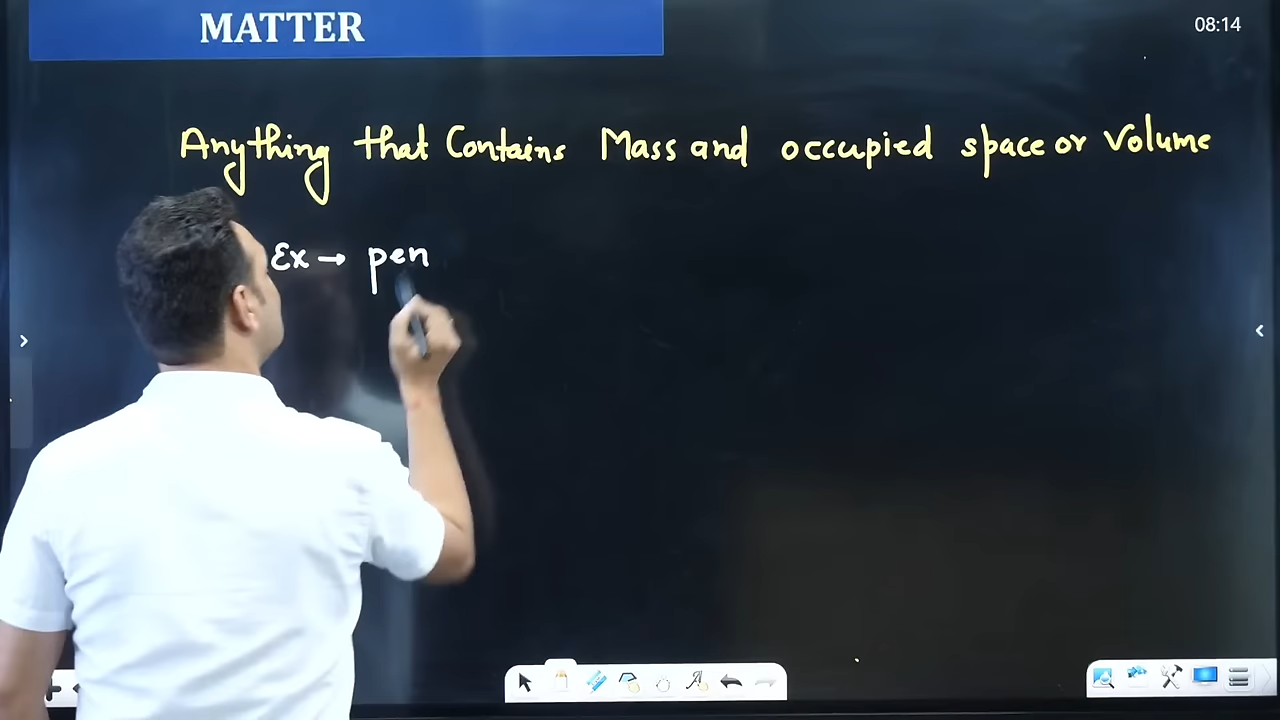 MATTER
08:14
Anything that Contains Mass and occupied space or Volume
Ex → pen